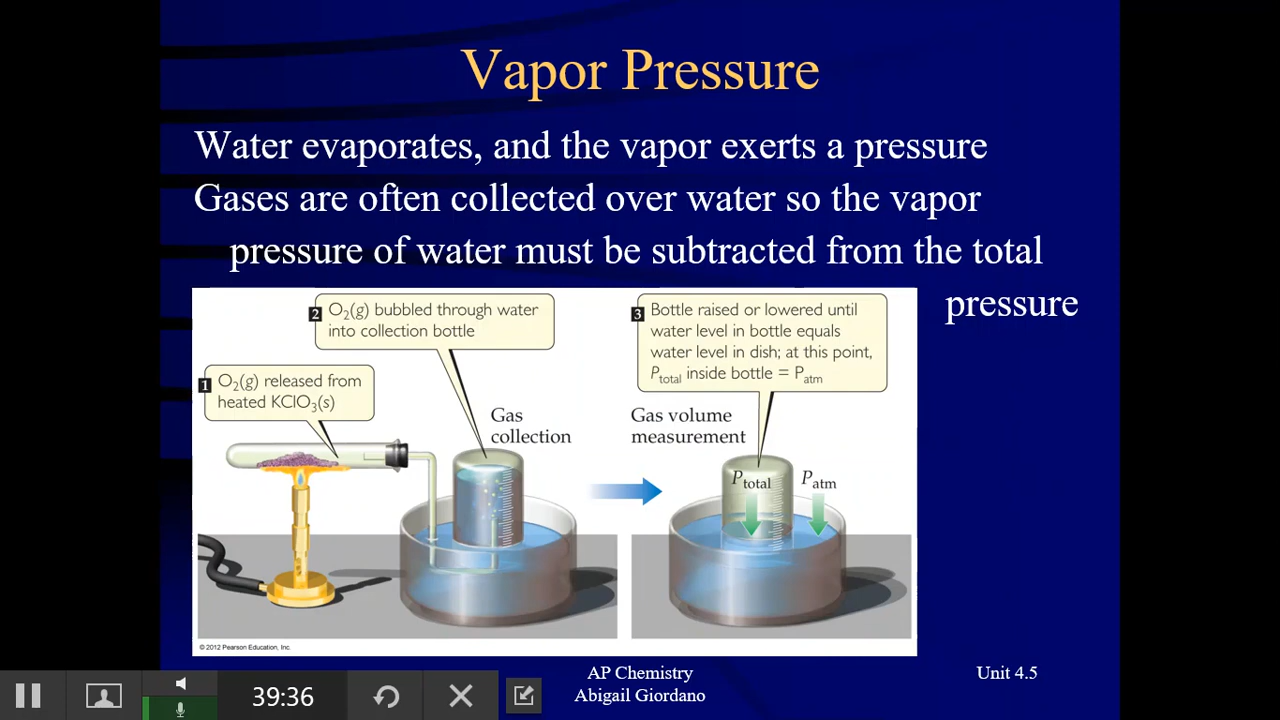 Vapor Pressure
Water evaporates, and the vapor exerts a pressure
Gases are often collected over water so the vapor
pressure of water must be subtracted from the total
pressure
2 O₂(g) bubbled through water
into collection bottle
3 Bottle raised or lowered until
water level in bottle equals
water level in dish; at this point,
Ptotal inside bottle = Patm
1 O₂(g) released from
heated KClO₃(s)
Gas
collection
Gas volume
measurement
Ptotal
Patm
© 2012 Pearson Education, Inc.
AP Chemistry
Abigail Giordano
Unit 4.5
39:36